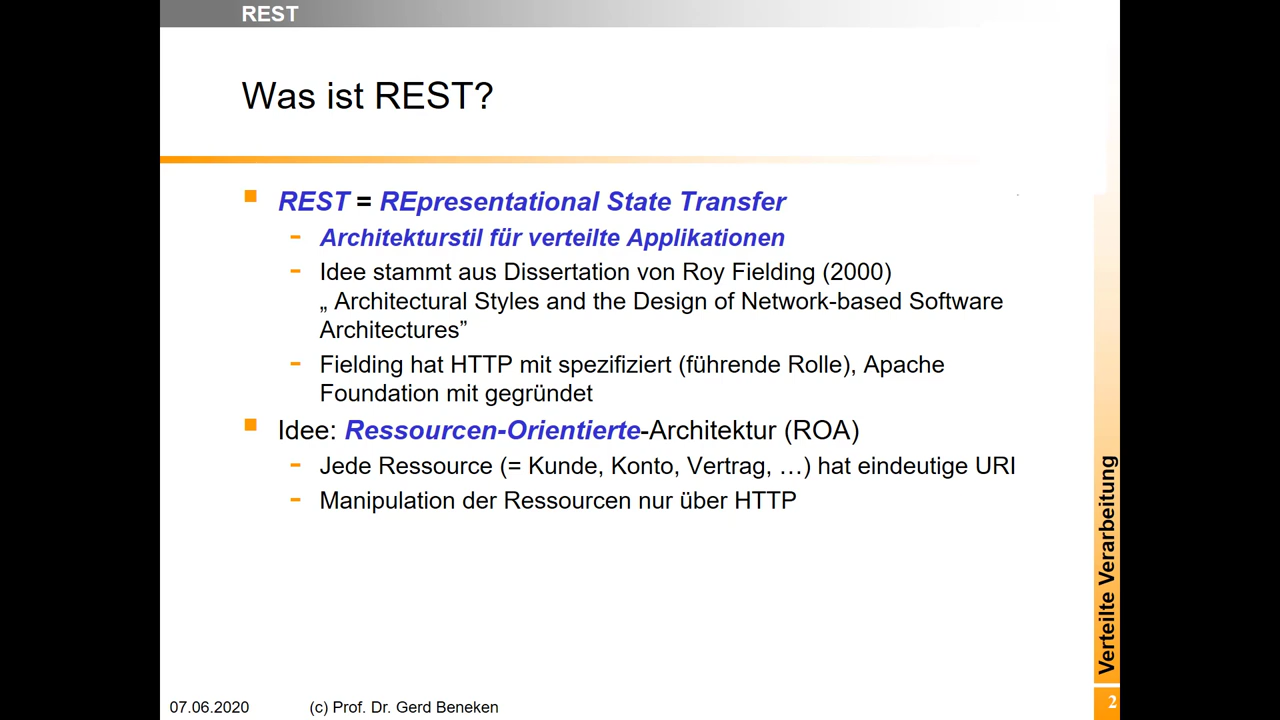 REST
Was ist REST?
REST = REpresentational State Transfer
- Architekturstil für verteilte Applikationen
- Idee stammt aus Dissertation von Roy Fielding (2000)
„ Architectural Styles and the Design of Network-based Software
Architectures”
- Fielding hat HTTP mit spezifiziert (führende Rolle), Apache
Foundation mit gegründet
Idee: Ressourcen-Orientierte-Architektur (ROA)
- Jede Ressource (= Kunde, Konto, Vertrag, …) hat eindeutige URI
- Manipulation der Ressourcen nur über HTTP
Verteilte Verarbeitung
07.06.2020
(c) Prof. Dr. Gerd Beneken
2